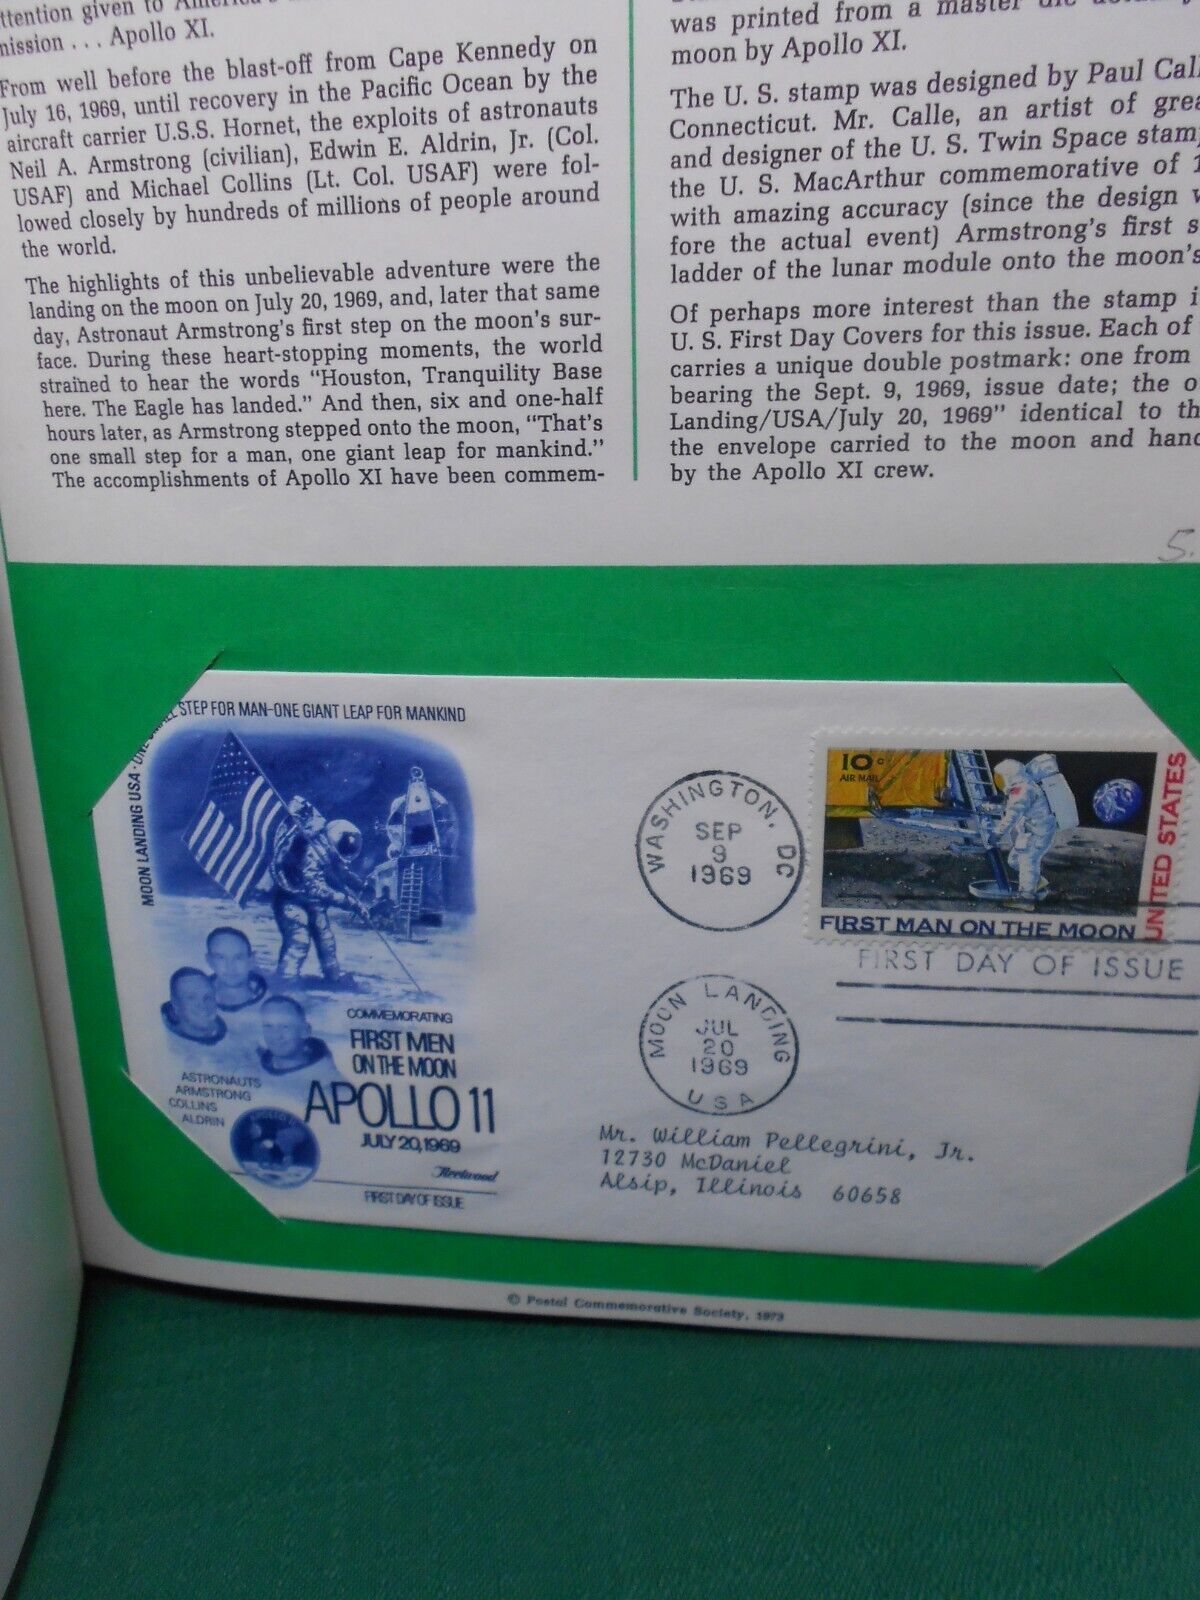 ttention given to America's
mission . . . Apollo XI.
From well before the blast-off from Cape Kennedy on
July 16, 1969, until recovery in the Pacific Ocean by the
aircraft carrier U.S.S. Hornet, the exploits of astronauts
Neil A. Armstrong (civilian), Edwin E. Aldrin, Jr. (Col.
USAF) and Michael Collins (Lt. Col. USAF) were fol-
lowed closely by hundreds of millions of people around
the world.
The highlights of this unbelievable adventure were the
landing on the moon on July 20, 1969, and, later that same
day, Astronaut Armstrong's first step on the moon's sur-
face. During these heart-stopping moments, the world
strained to hear the words "Houston, Tranquility Base
here. The Eagle has landed." And then, six and one-half
hours later, as Armstrong stepped onto the moon, "That's
one small step for a man, one giant leap for mankind."
The accomplishments of Apollo XI have been commem-
was printed from a master die
moon by Apollo XI.
The U. S. stamp was designed by Paul Call
Connecticut. Mr. Calle, an artist of grea
and designer of the U. S. Twin Space stam
the U. S. MacArthur commemorative of 1
with amazing accuracy (since the design w
fore the actual event) Armstrong's first s
ladder of the lunar module onto the moon's
Of perhaps more interest than the stamp i
U. S. First Day Covers for this issue. Each of
carries a unique double postmark: one from
bearing the Sept. 9, 1969, issue date; the o
Landing/USA/July 20, 1969" identical to th
the envelope carried to the moon and hand
by the Apollo XI crew.
5.
MOON LANDING USA · ONE SMALL STEP FOR MAN-ONE GIANT LEAP FOR MANKIND
COMMEMORATING
FIRST MEN
ON THE MOON
APOLLO 11
JULY 20, 1969
ASTRONAUTS
ARMSTRONG
COLLINS
ALDRIN
Fleetwood
FIRST DAY OF ISSUE
WASHINGTON, DC
SEP
9
1969
10c
AIR MAIL
UNITED STATES
FIRST MAN ON THE MOON
FIRST DAY OF ISSUE
MOON LANDING
JUL
20
1969
USA
Mr. William Pellegrini, Jr.
12730 McDaniel
Alsip, Illinois 60658
© Postal Commemorative Society, 1973